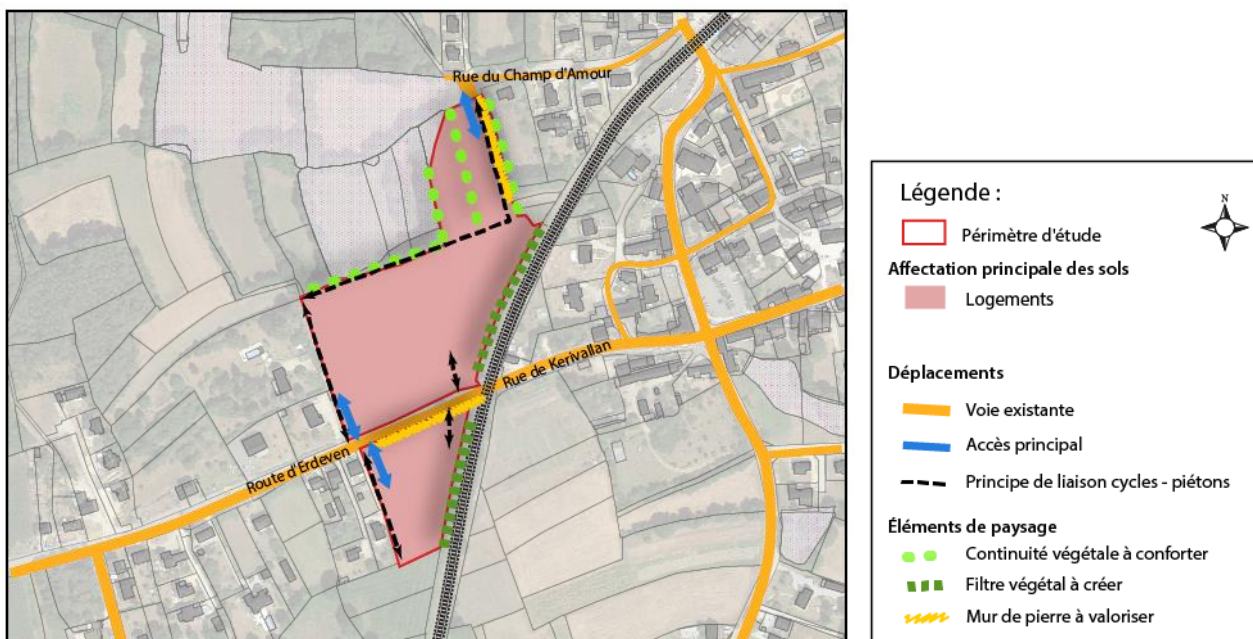 Rue du Champ d'Amour
Rue de Kerivallan
Route d'Erdeven
Légende :
N
Périmètre d'étude
Affectation principale des sols
Logements
Déplacements
Voie existante
Accès principal
Principe de liaison cycles - piétons
Éléments de paysage
Continuité végétale à conforter
Filtre végétal à créer
Mur de pierre à valoriser